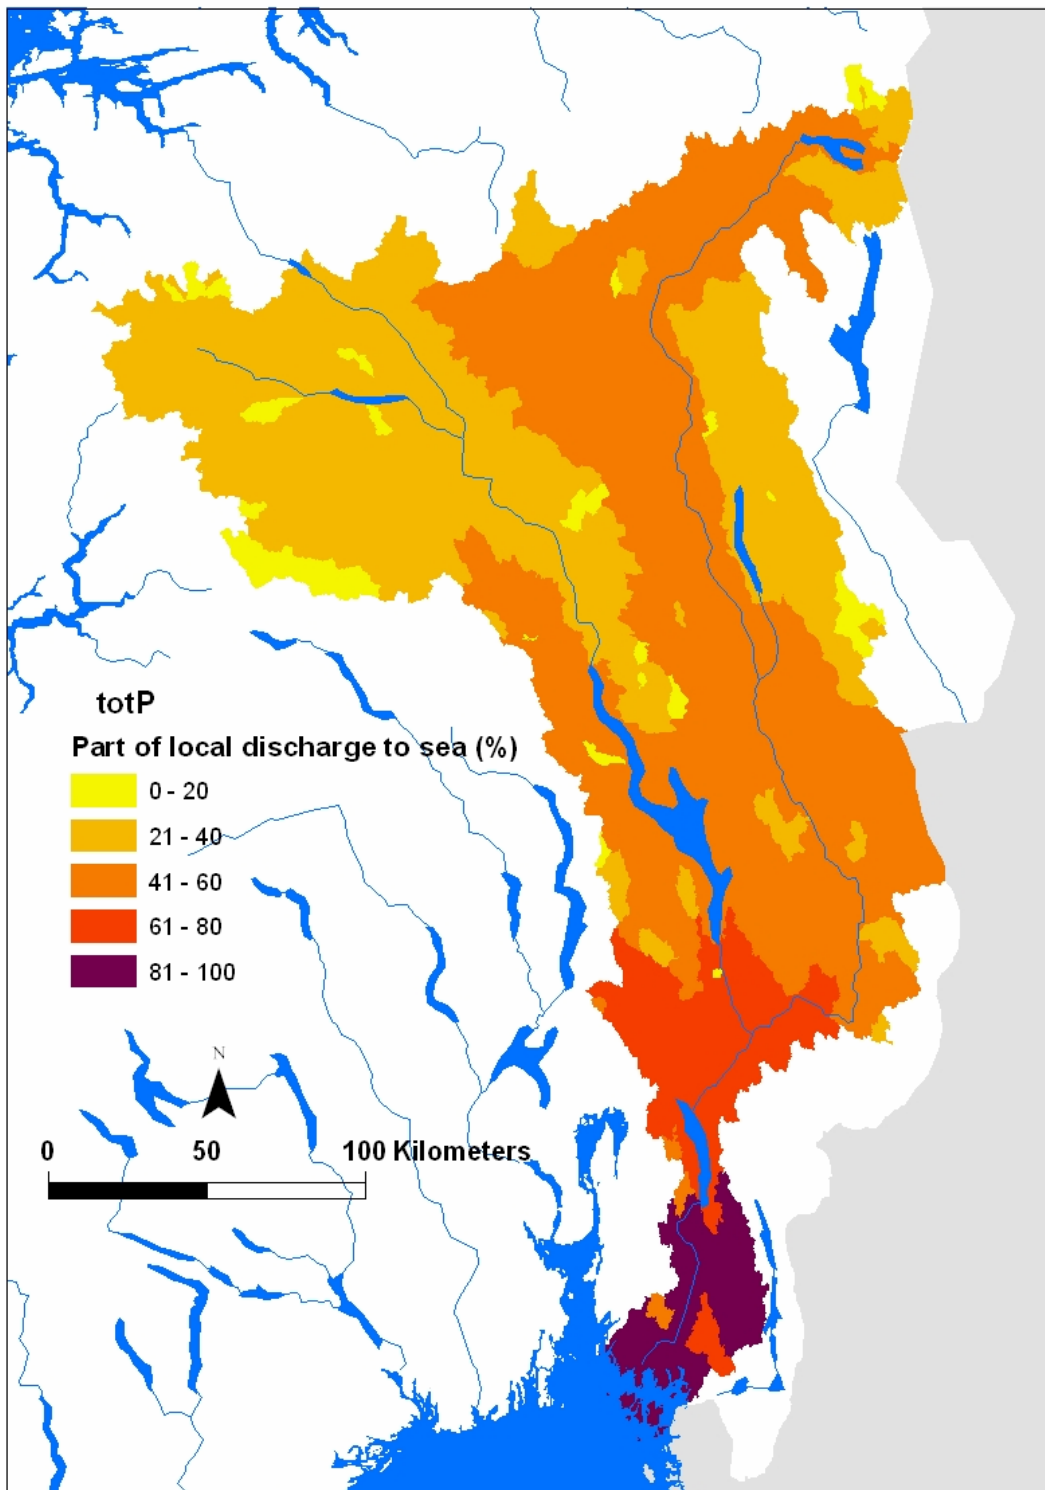 totP
Part of local discharge to sea (%)
0 - 20
21 - 40
41 - 60
61 - 80
81 - 100
N
0 50 100 Kilometers